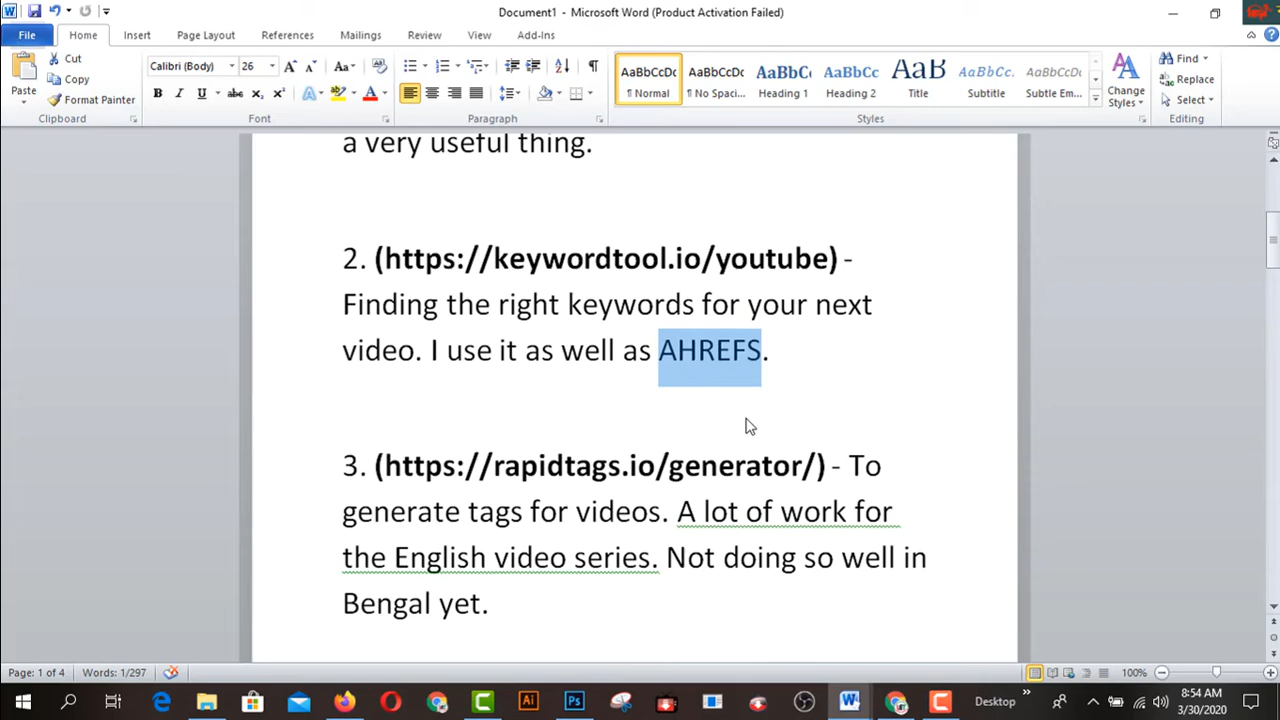 Document1 - Microsoft Word (Product Activation Failed)
File Home Insert Page Layout References Mailings Review View Add-Ins
Paste
Cut
Copy
Format Painter
Clipboard
Calibri (Body) 26
Font
Paragraph
AaBbCcDc AaBbCcDc AaBbC AaBbCc AaB AaBbCcI AaBbCcDc
¶ Normal ¶ No Spaci... Heading 1 Heading 2 Title Subtitle Subtle Em...
Styles
Change
Styles
Find
Replace
Select
Editing
a very useful thing.
2. (https://keywordtool.io/youtube) -
Finding the right keywords for your next
video. I use it as well as AHREFS.
3. (https://rapidtags.io/generator/) - To
generate tags for videos. A lot of work for
the English video series. Not doing so well in
Bengal yet.
Page: 1 of 4 Words: 1/297 100%
Desktop
8:54 AM
3/30/2020